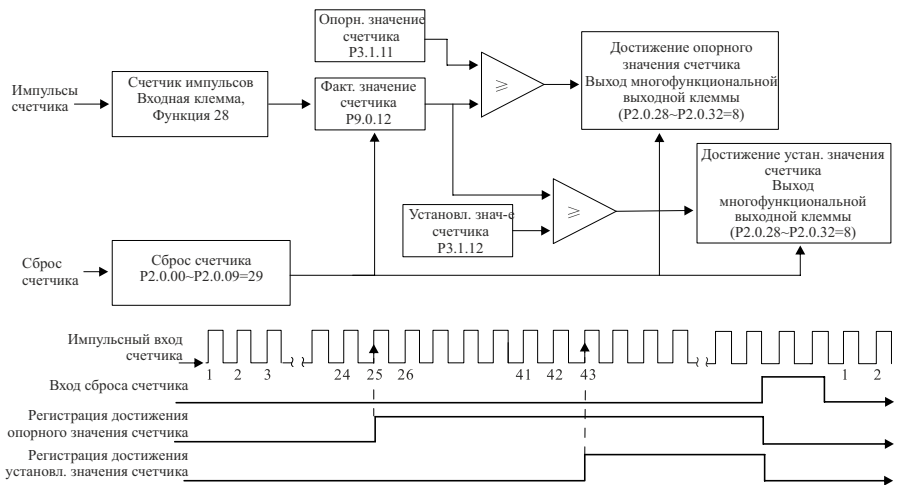 Опорн. значение
счетчика
P3.1.11
Достижение опорного
значения счетчика
Выход многофункциональной
выходной клеммы
(P2.0.28~P2.0.32=8)
Импульсы
счетчика
Счетчик импульсов
Входная клемма,
Функция 28
Факт. значение
счетчика
P9.0.12
≥
Достижение устан. значения
счетчика
Выход
многофункциональной
выходной клеммы
(P2.0.28~P2.0.32=8)
Установл. знач-е
счетчика
P3.1.12
≥
Сброс
счетчика
Сброс счетчика
P2.0.00~P2.0.09=29
Импульсный вход
счетчика
1 2 3 24 25 26 41 42 43 1 2
Вход сброса счетчика
Регистрация достижения
опорного значения счетчика
Регистрация достижения
установл. значения счетчика